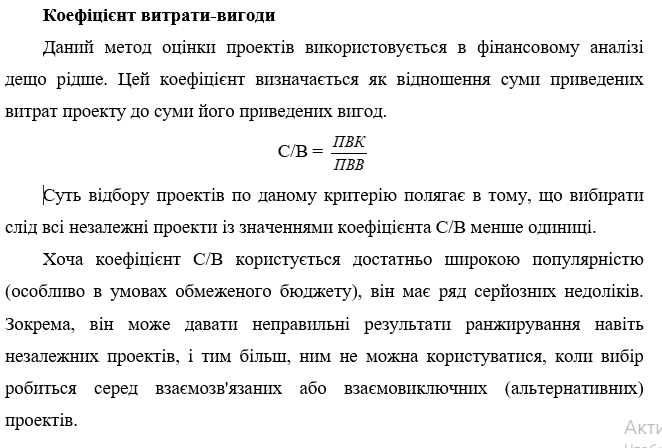 Коефіцієнт витрати-вигоди
Даний метод оцінки проектів використовується в фінансовому аналізі
дещо рідше. Цей коефіцієнт визначається як відношення суми приведених
витрат проекту до суми його приведених вигод.
С/В = ПВК
ПВВ
Суть відбору проектів по даному критерію полягає в тому, що вибирати
слід всі незалежні проекти із значеннями коефіцієнта С/В менше одиниці.
Хоча коефіцієнт С/В користується достатньо широкою популярністю
(особливо в умовах обмеженого бюджету), він має ряд серйозних недоліків.
Зокрема, він може давати неправильні результати ранжирування навіть
незалежних проектів, і тим більш, ним не можна користуватися, коли вибір
робиться серед взаємозв'язаних або взаємовиключних (альтернативних)
проектів.
Акти